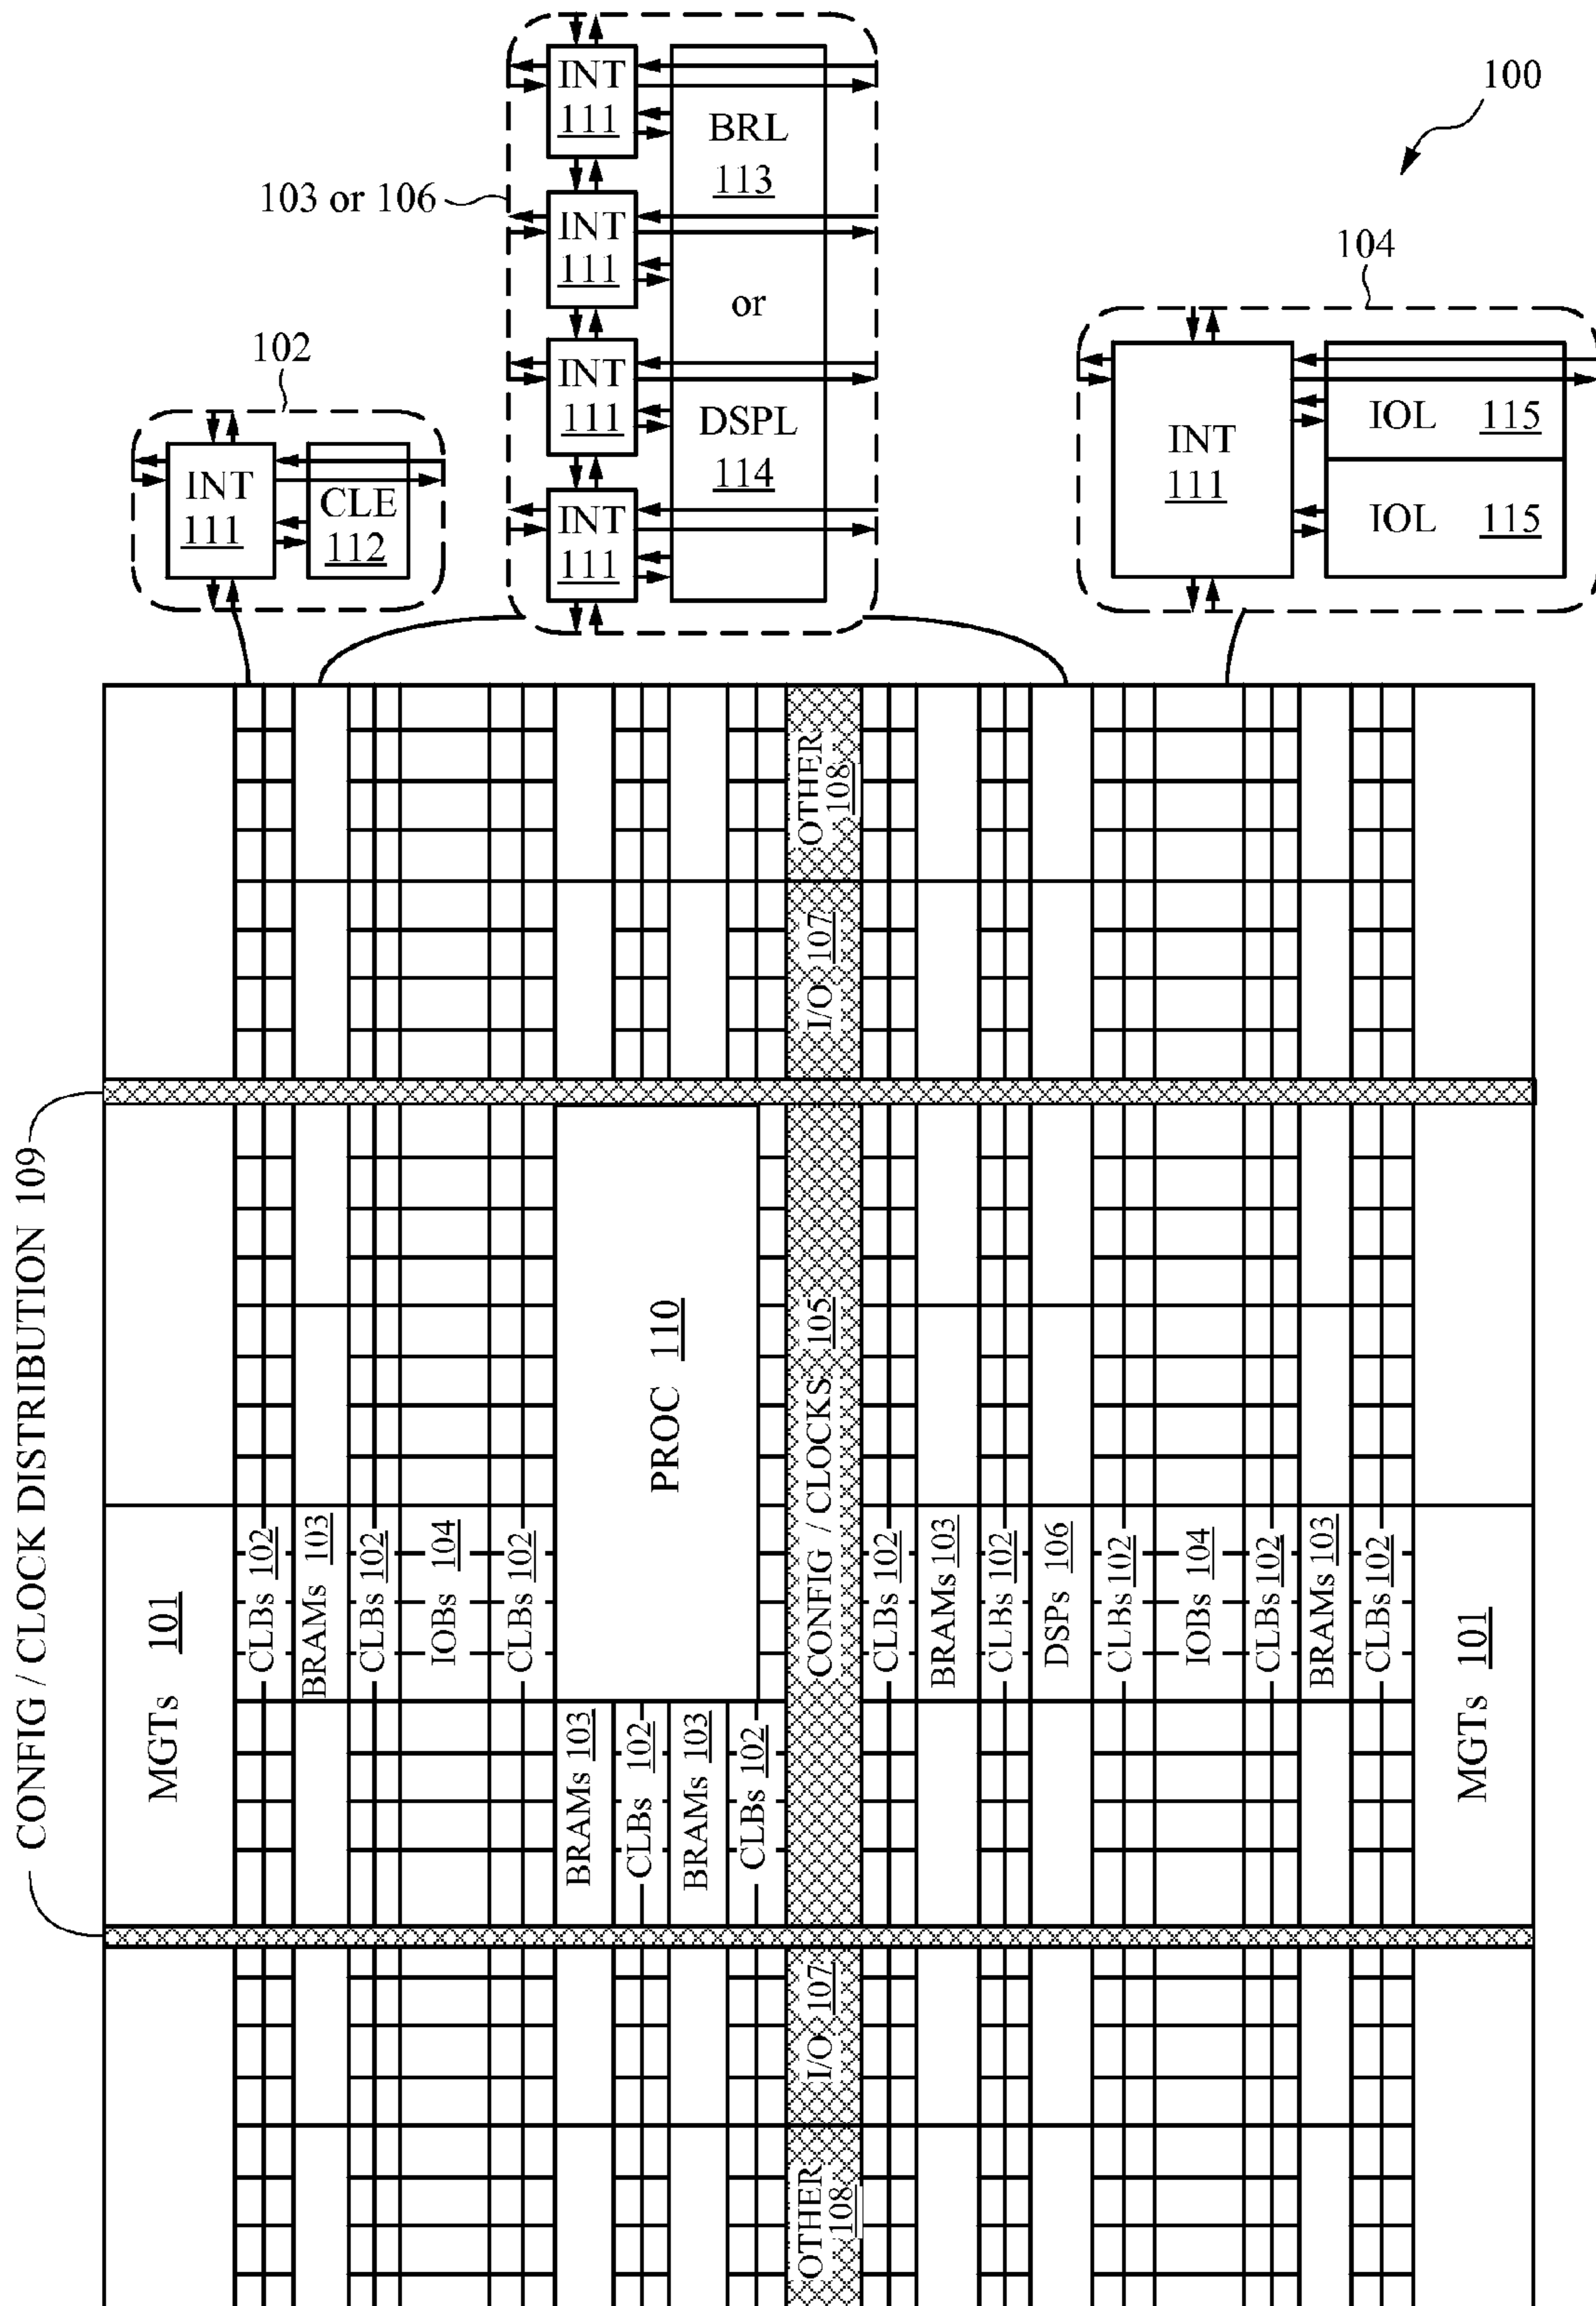 100
103 or 106
INT
111
INT
111
INT
111
INT
111
BRL
113
or
DSPL
114
102
INT
111
CLE
112
104
INT
111
IOL 115
IOL 115
OTHER
108
I/O 107
CONFIG / CLOCK DISTRIBUTION 109
PROC 110
CONFIG / CLOCKS 105
MGTs 101
CLBs 102
BRAMs 103
CLBs 102
IOBs 104
CLBs 102
BRAMs 103
CLBs 102
BRAMs 103
CLBs 102
CLBs 102
BRAMs 103
CLBs 102
DSPs 106
CLBs 102
IOBs 104
CLBs 102
BRAMs 103
CLBs 102
MGTs 101
I/O 107
OTHER
108